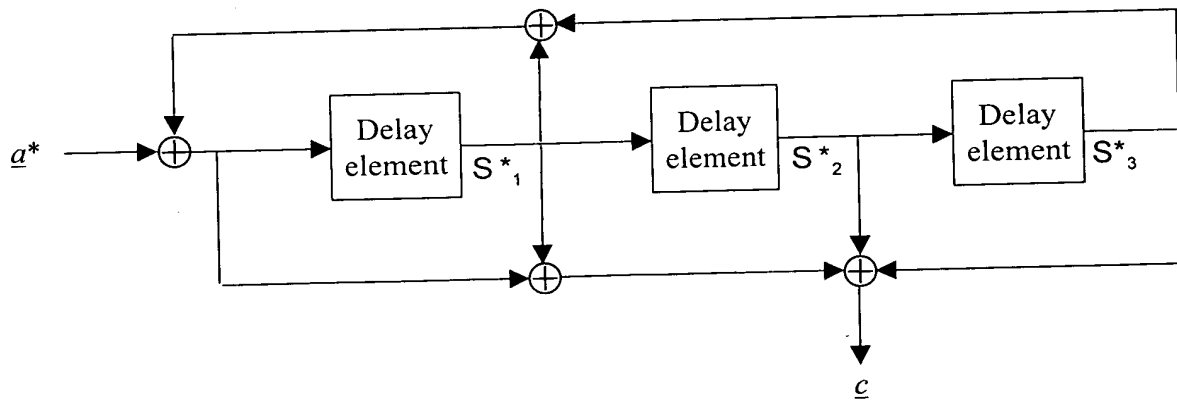 a*
Delay
element
S*1
Delay
element
S*2
Delay
element
S*3
c